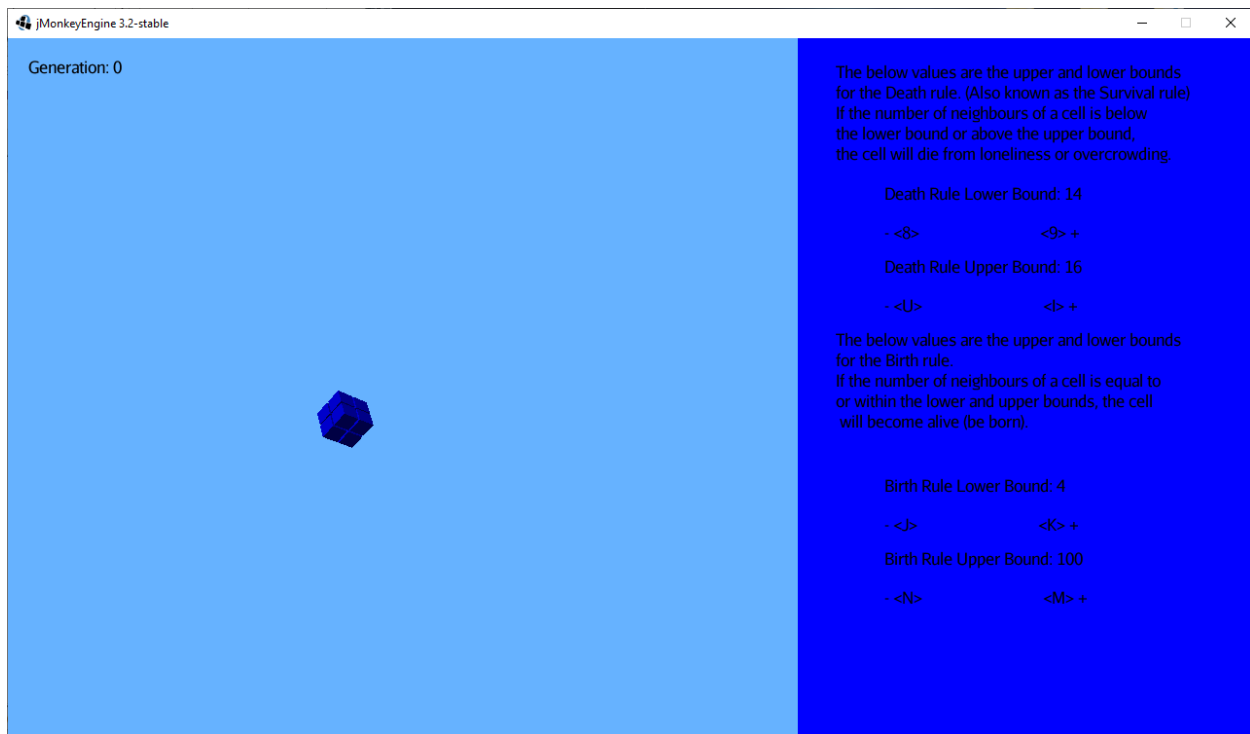 jMonkeyEngine 3.2-stable
Generation: 0
The below values are the upper and lower bounds
for the Death rule. (Also known as the Survival rule)
If the number of neighbours of a cell is below
the lower bound or above the upper bound,
the cell will die from loneliness or overcrowding.
Death Rule Lower Bound: 14
- <8> <9> +
Death Rule Upper Bound: 16
- <U> <I> +
The below values are the upper and lower bounds
for the Birth rule.
If the number of neighbours of a cell is equal to
or within the lower and upper bounds, the cell
will become alive (be born).
Birth Rule Lower Bound: 4
- <J> <K> +
Birth Rule Upper Bound: 100
- <N> <M> +